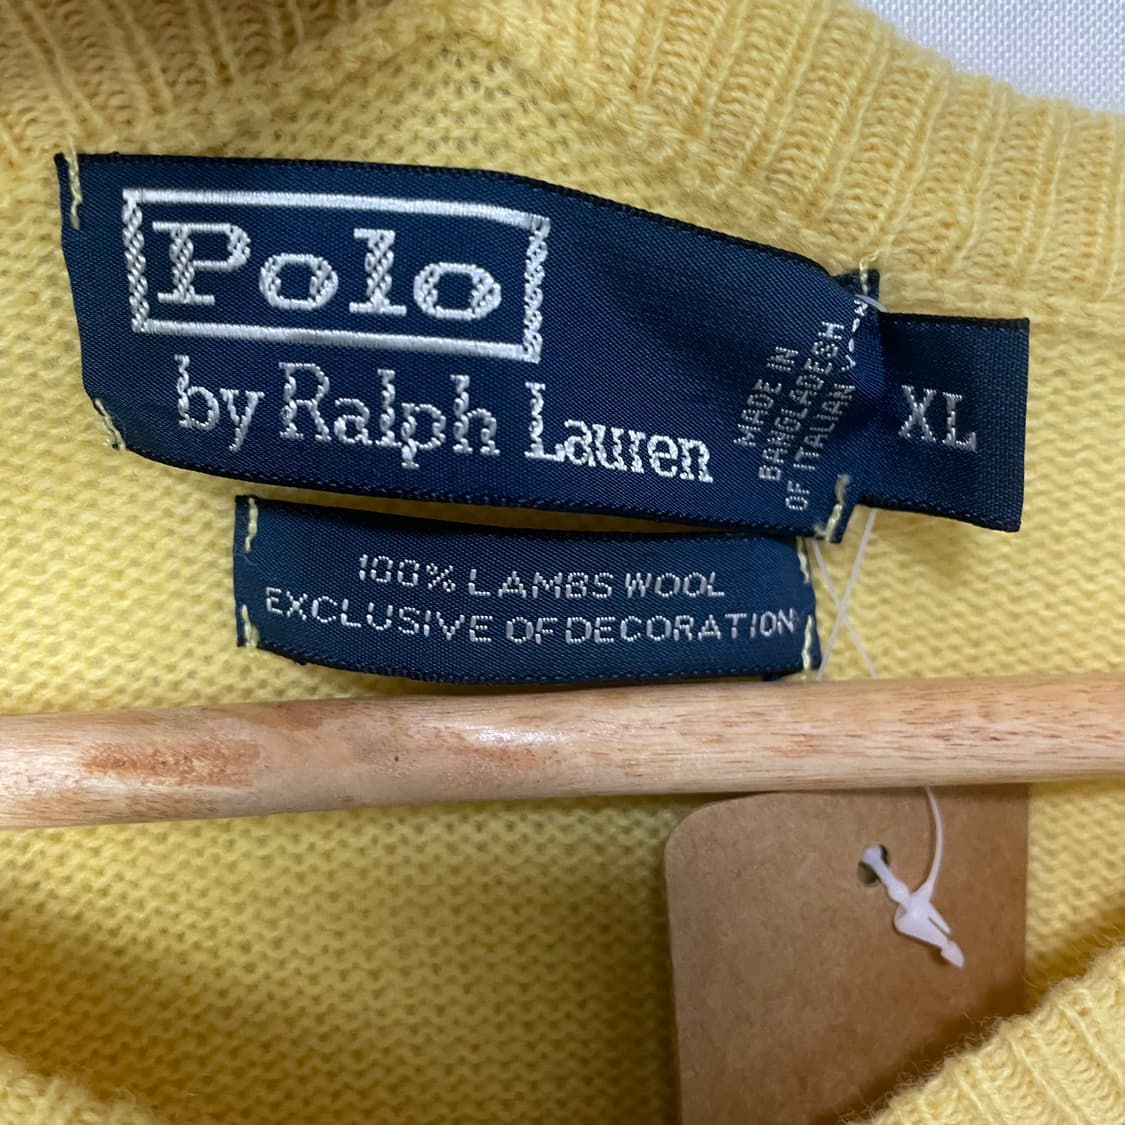 Polo
by Ralph Lauren
MADE IN
BANGLADESH
OF ITALIAN
XL
100% LAMBS WOOL
EXCLUSIVE OF DECORATION